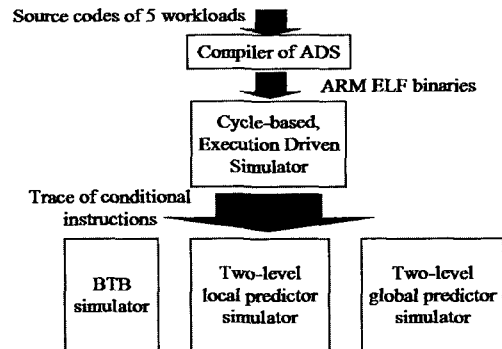 Source codes of 5 workloads
Compiler of ADS
ARM ELF binaries
Cycle-based,
Execution Driven
Simulator
Trace of conditional
instructions
BTB
simulator
Two-level
local predictor
simulator
Two-level
global predictor
simulator